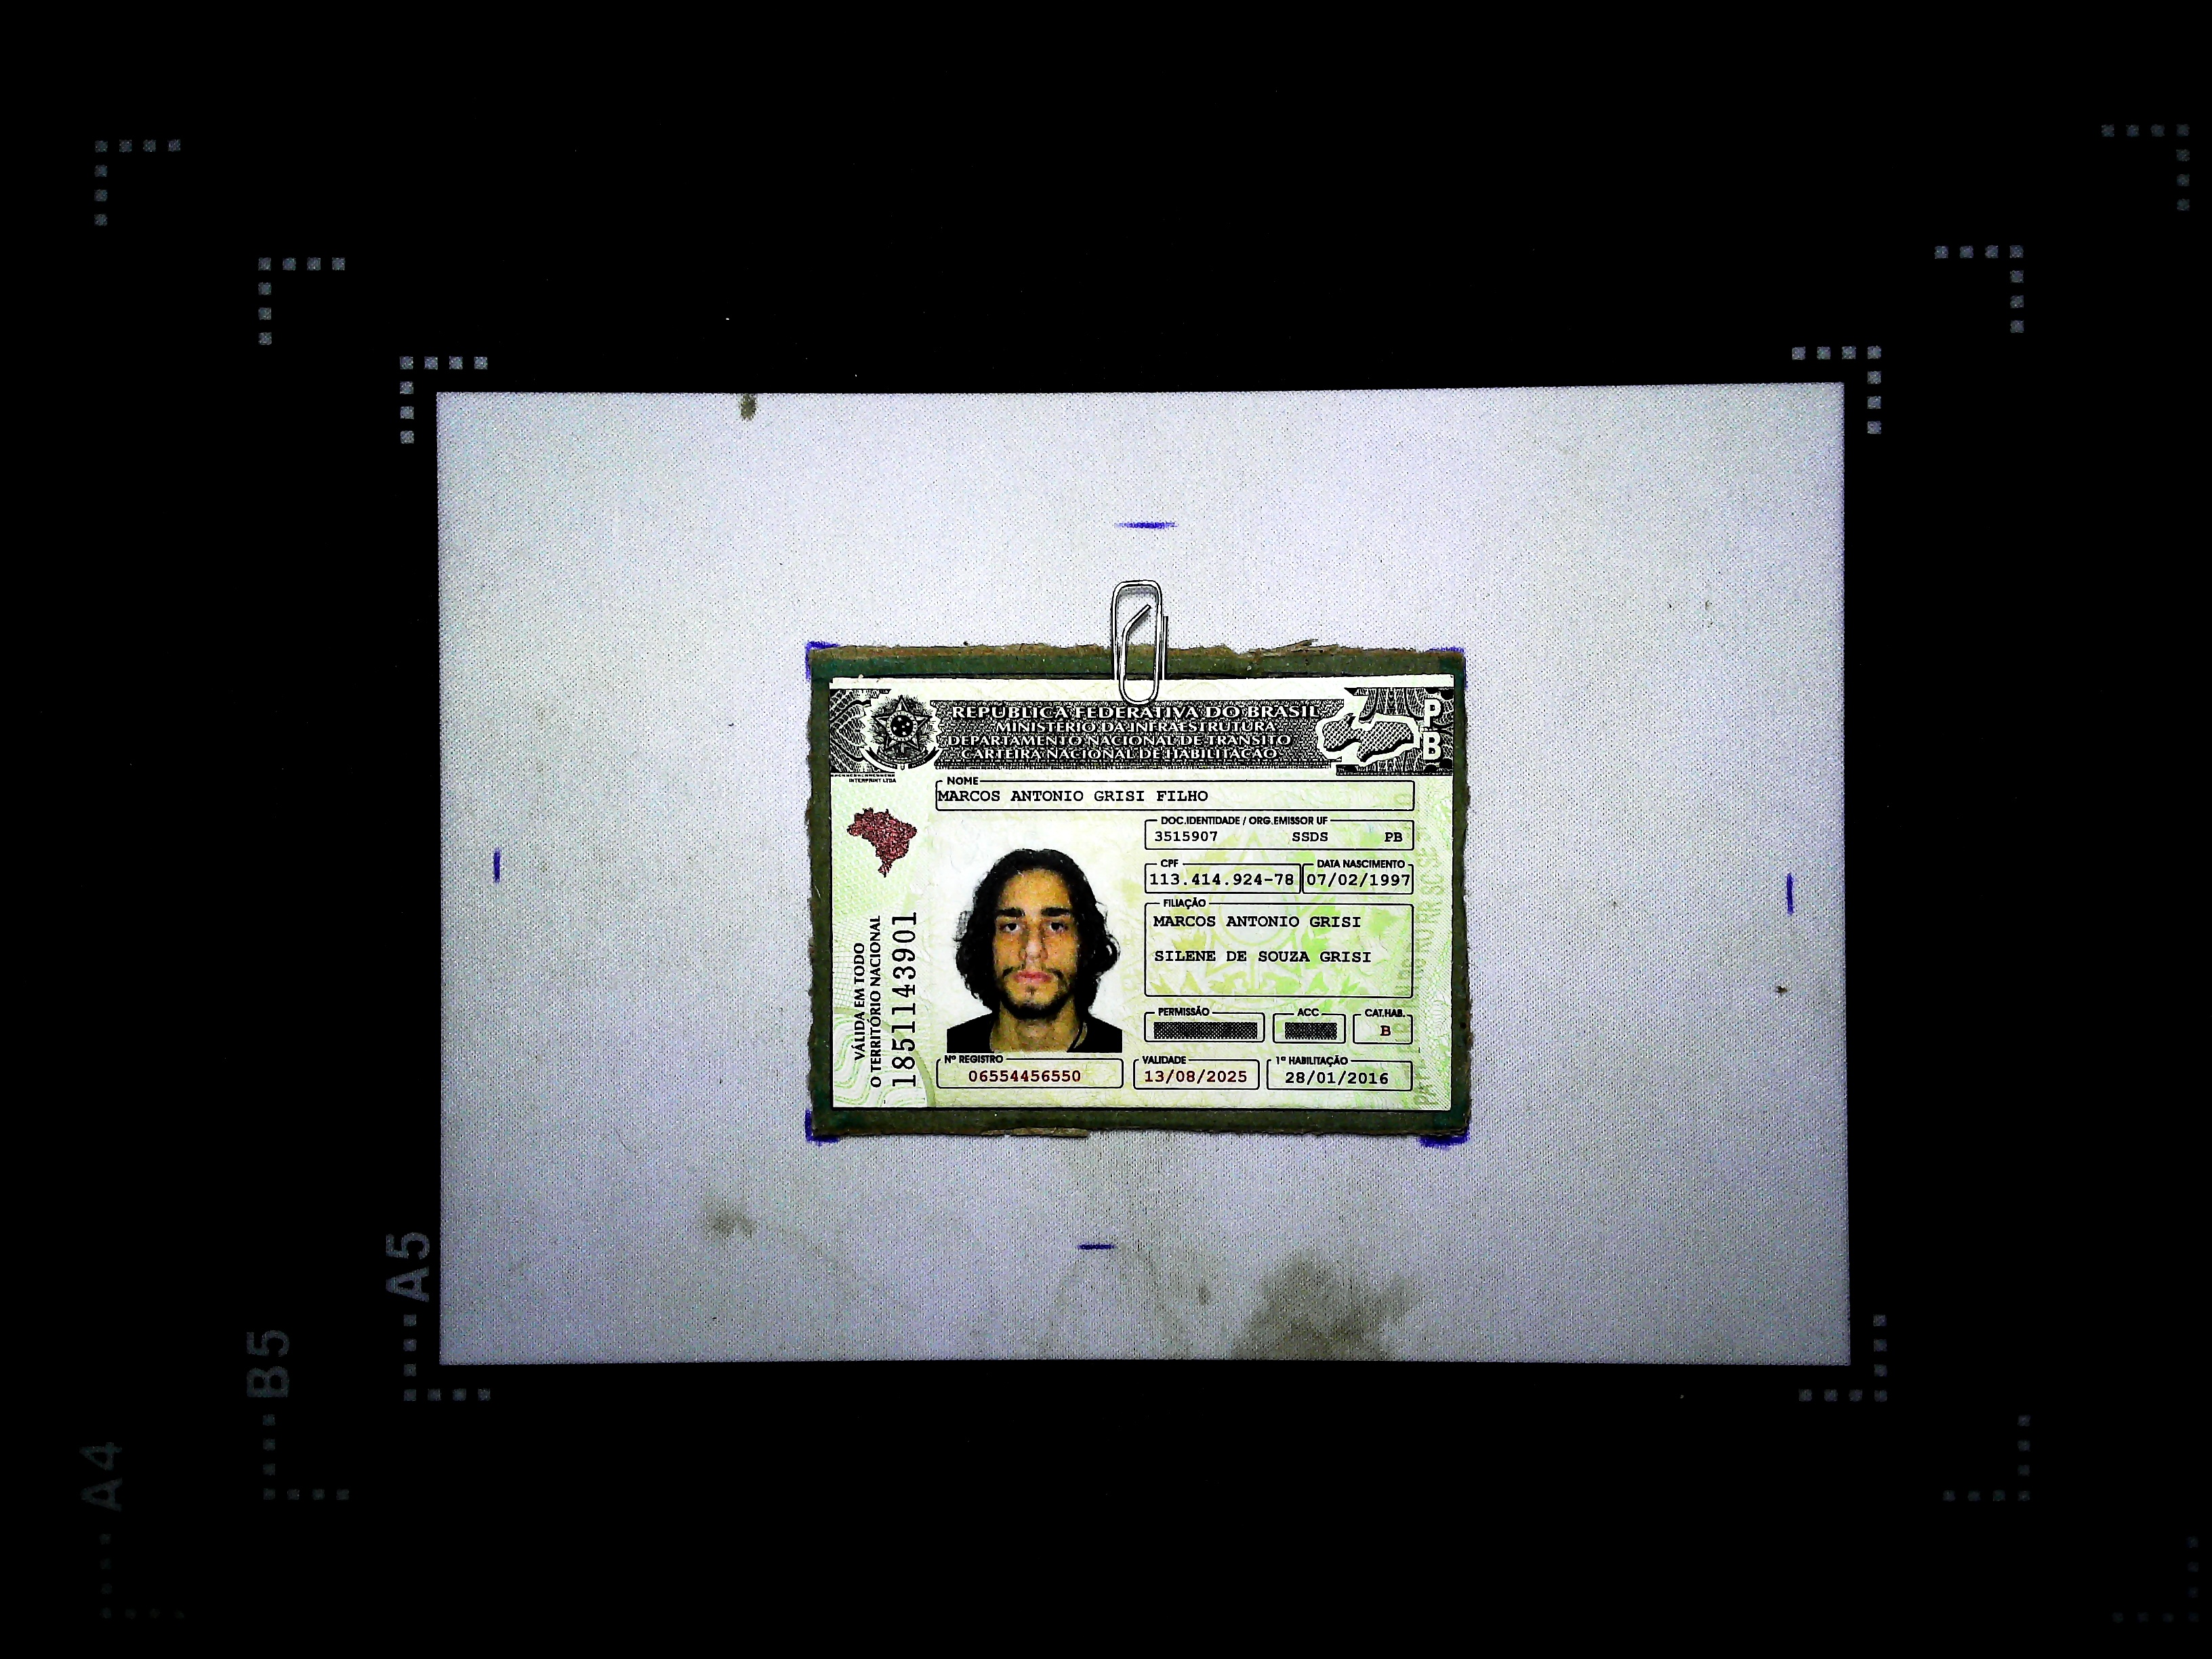 REPÚBLICA FEDERATIVA DO BRASIL
MINISTÉRIO DA INFRAESTRUTURA
DEPARTAMENTO NACIONAL DE TRÂNSITO
CARTEIRA NACIONAL DE HABILITAÇÃO
PB
INTERPRINT LTDA
NOME
MARCOS ANTONIO GRISI FILHO
DOC.IDENTIDADE / ORG.EMISSOR UF
3515907 SSDS PB
CPF DATA NASCIMENTO
113.414.924-78 07/02/1997
FILIAÇÃO
MARCOS ANTONIO GRISI
SILENE DE SOUZA GRISI
PERMISSÃO ACC CAT.HAB.
B
Nº REGISTRO VALIDADE 1ª HABILITAÇÃO
06554456550 13/08/2025 28/01/2016
VÁLIDA EM TODO
O TERRITÓRIO NACIONAL
1851143901
A5
B5
A4